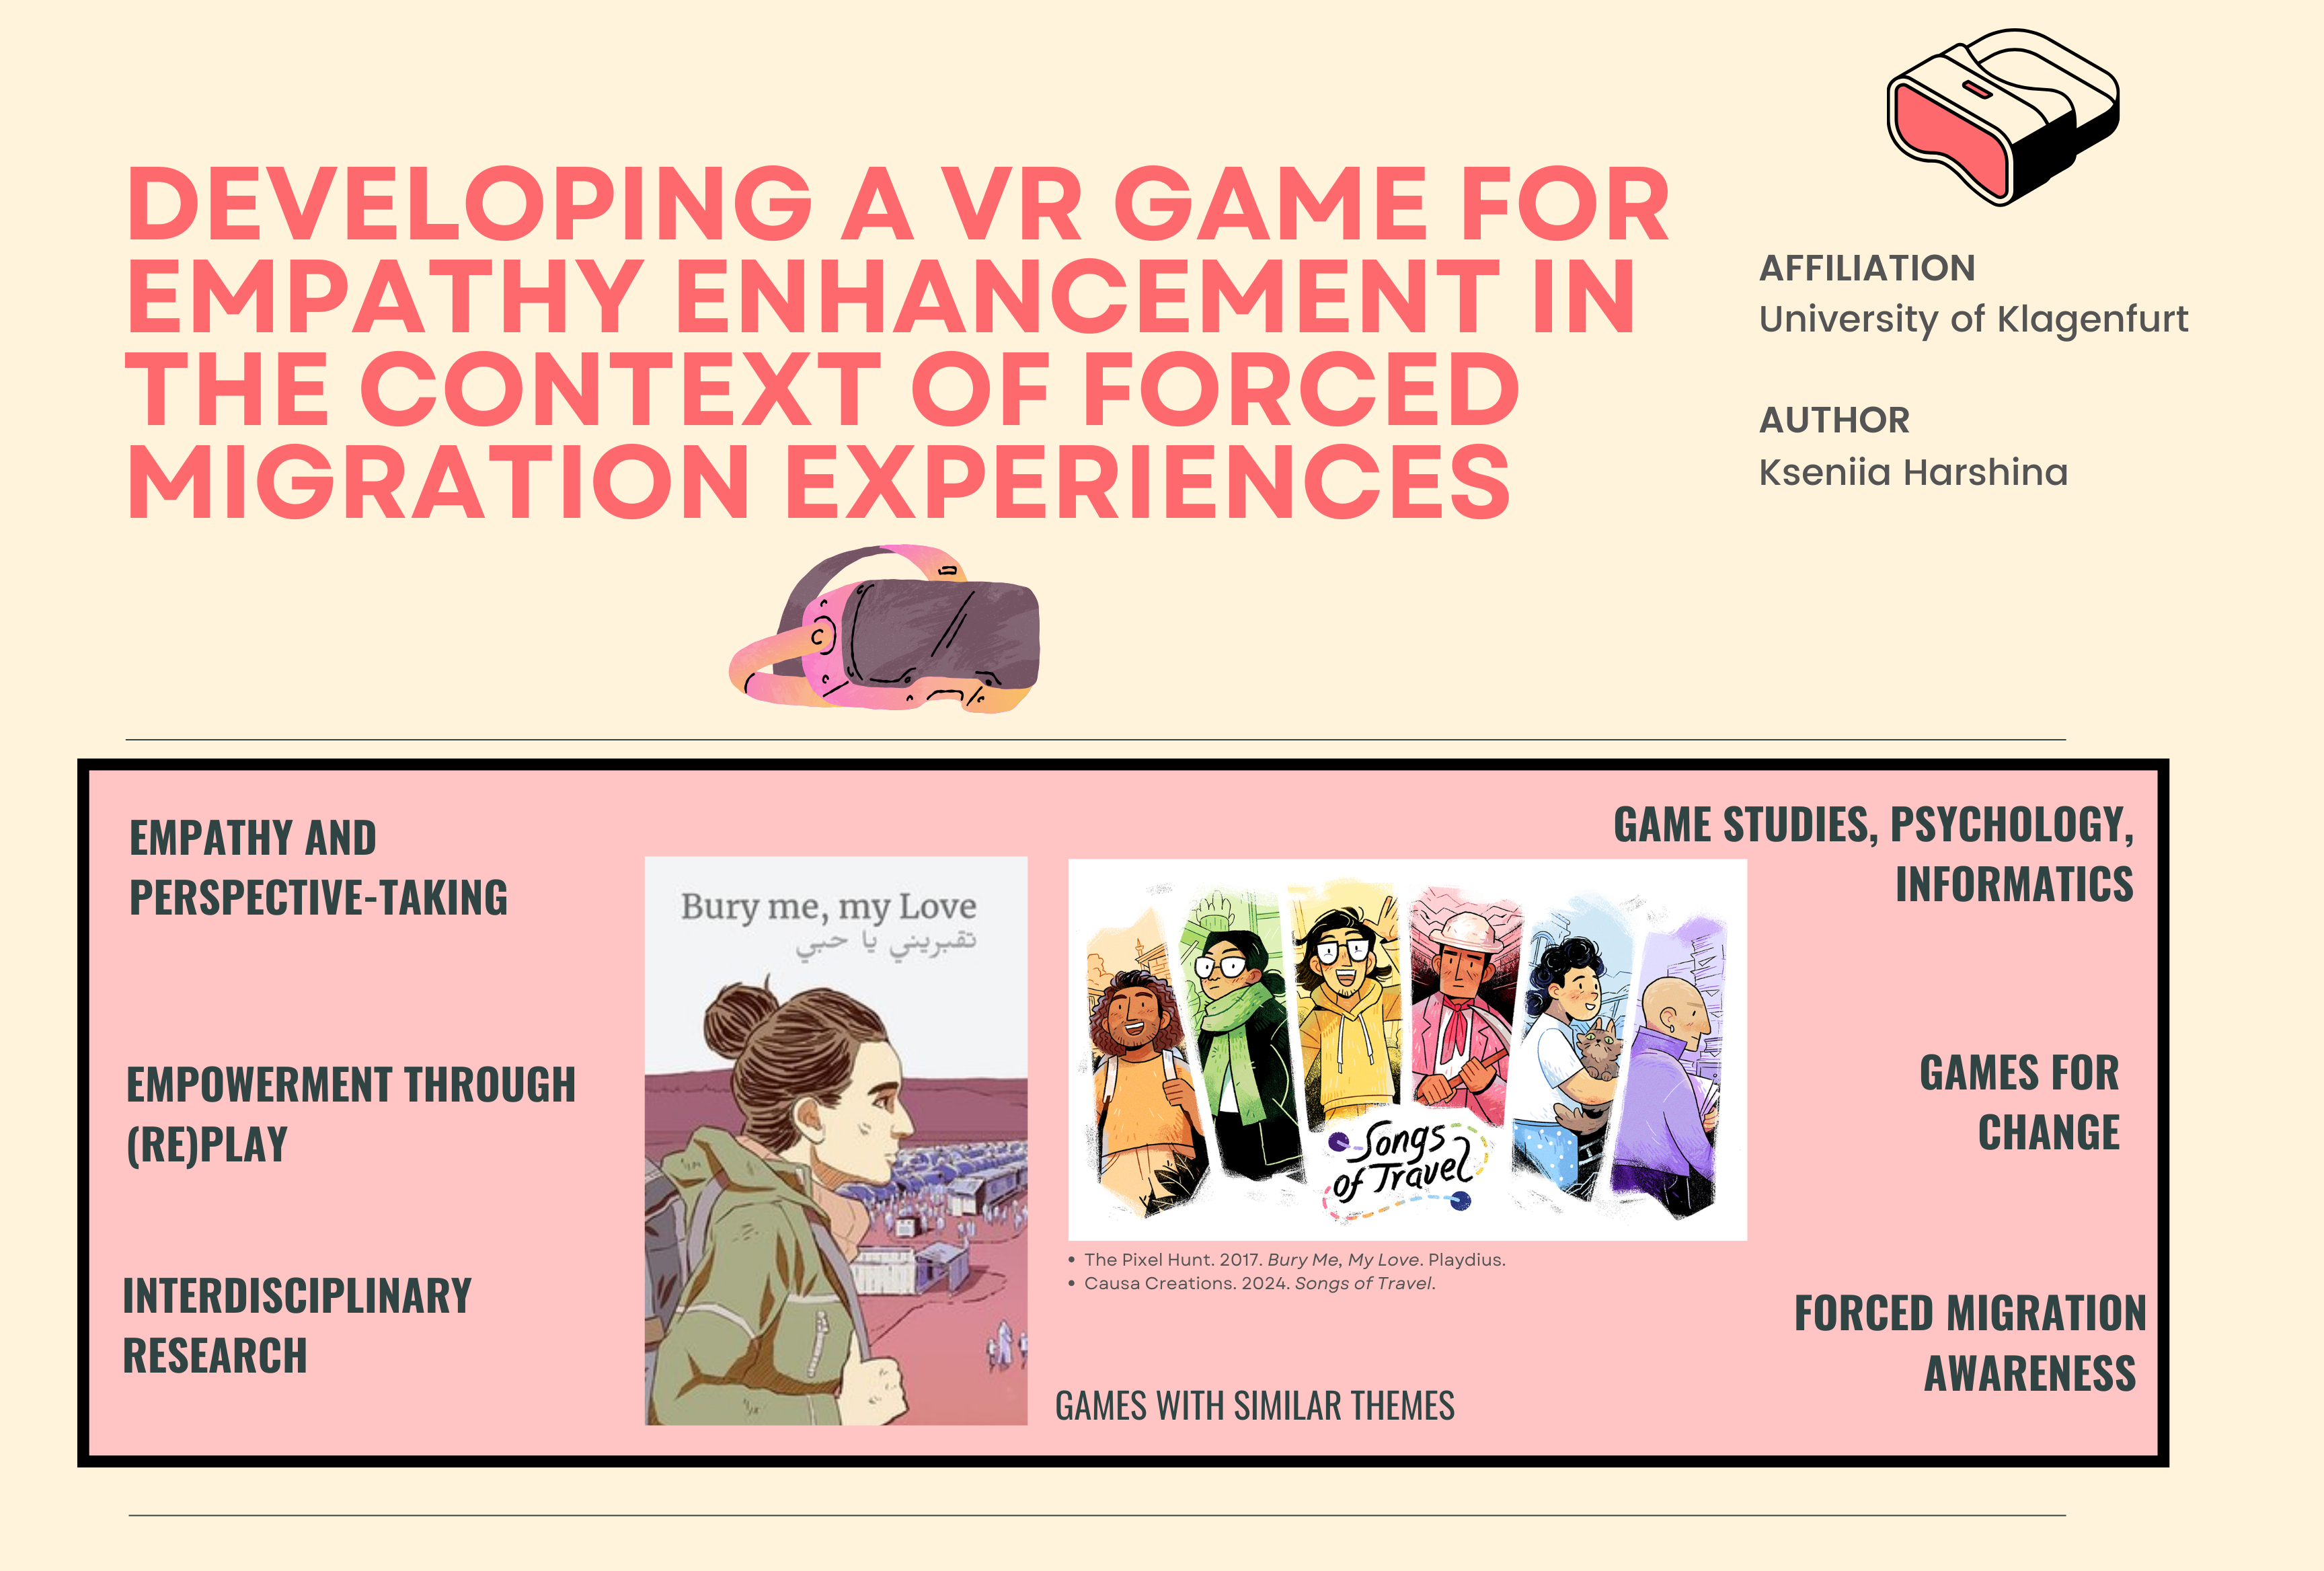 DEVELOPING A VR GAME FOR
EMPATHY ENHANCEMENT IN
THE CONTEXT OF FORCED
MIGRATION EXPERIENCES
AFFILIATION
University of Klagenfurt
AUTHOR
Kseniia Harshina
EMPATHY AND
PERSPECTIVE-TAKING
EMPOWERMENT THROUGH
(RE)PLAY
INTERDISCIPLINARY
RESEARCH
Bury me, my Love
تقبريني يا حبي
Songs
of Travel
• The Pixel Hunt. 2017. Bury Me, My Love. Playdius.
• Causa Creations. 2024. Songs of Travel.
GAMES WITH SIMILAR THEMES
GAME STUDIES, PSYCHOLOGY,
INFORMATICS
GAMES FOR
CHANGE
FORCED MIGRATION
AWARENESS